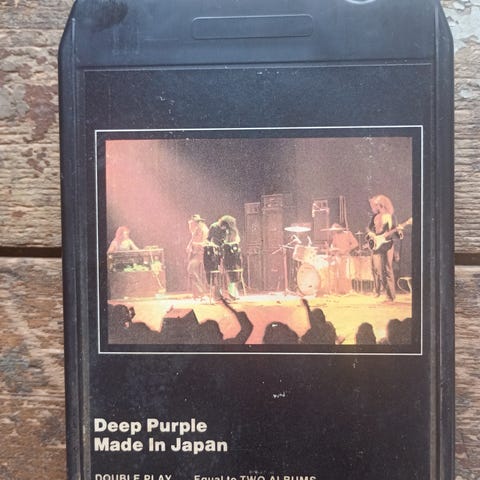 Deep Purple
Made In Japan
DOUBLE PLAY Equal to TWO ALBUMS